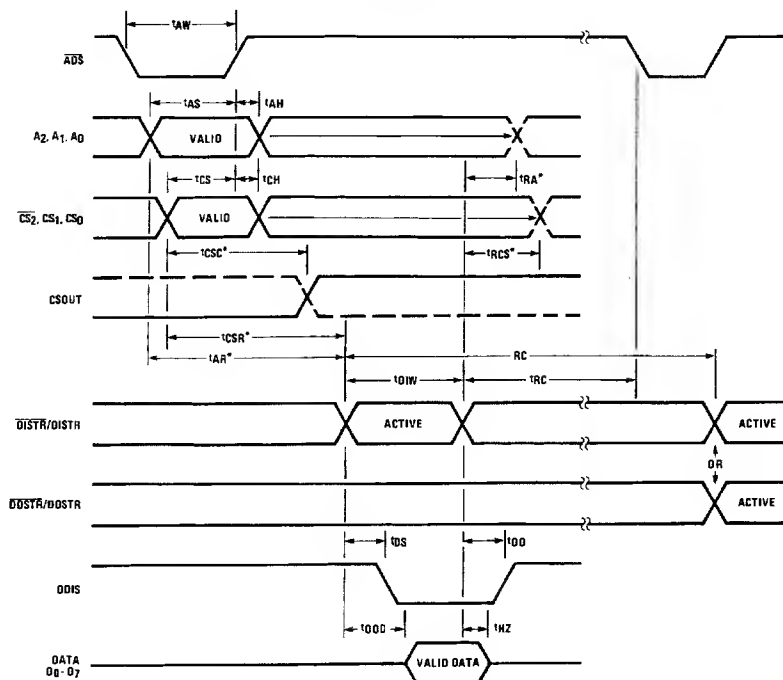 tAW
ADS
tAS tAH
A2, A1, A0 VALID
tCS tCH tRA*
CS2, CS1, CS0 VALID
tCSC* tRCS*
CSOUT
tCSR*
tAR* RC
tDIW tRC
DISTR/DISTR ACTIVE ACTIVE
OR
DOSTR/DOSTR ACTIVE
tDS tDD
DDIS
tDDD tHZ
DATA
D0-D7 VALID DATA